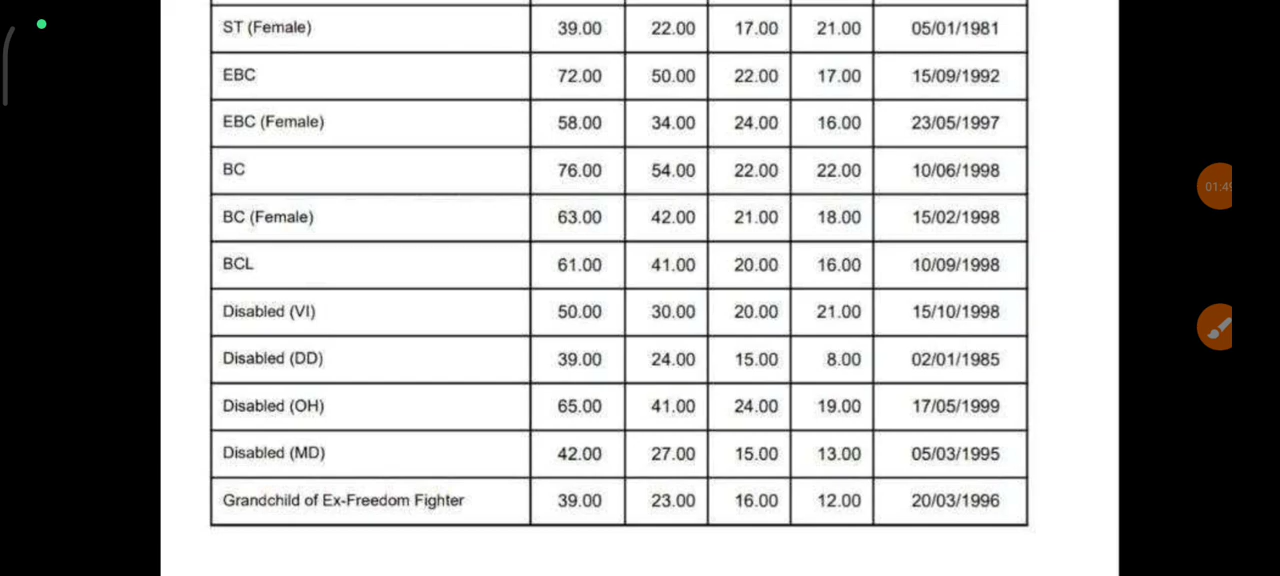 ST (Female) 39.00 22.00 17.00 21.00 05/01/1981
EBC 72.00 50.00 22.00 17.00 15/09/1992
EBC (Female) 58.00 34.00 24.00 16.00 23/05/1997
BC 76.00 54.00 22.00 22.00 10/06/1998
BC (Female) 63.00 42.00 21.00 18.00 15/02/1998
BCL 61.00 41.00 20.00 16.00 10/09/1998
Disabled (VI) 50.00 30.00 20.00 21.00 15/10/1998
Disabled (DD) 39.00 24.00 15.00 8.00 02/01/1985
Disabled (OH) 65.00 41.00 24.00 19.00 17/05/1999
Disabled (MD) 42.00 27.00 15.00 13.00 05/03/1995
Grandchild of Ex-Freedom Fighter 39.00 23.00 16.00 12.00 20/03/1996
01:49